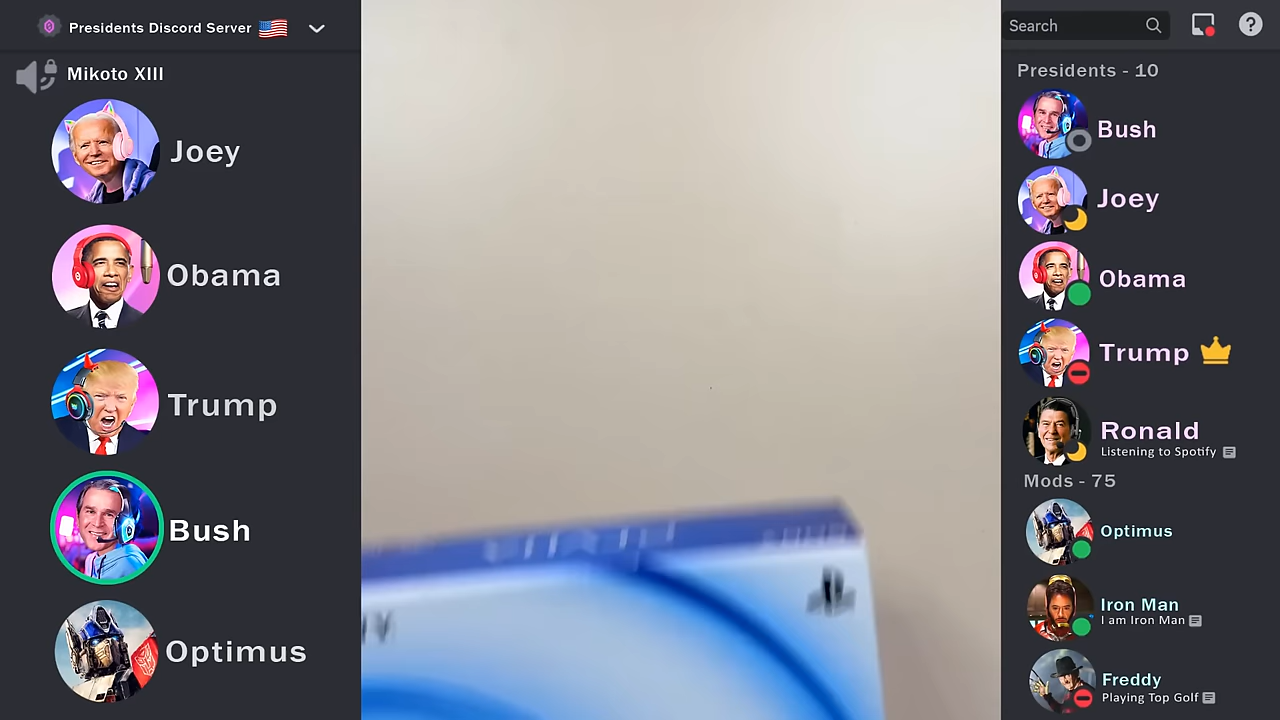 Presidents Discord Server
Mikoto XIII
Joey
Obama
Trump
Bush
Optimus
Search
?
Presidents - 10
Bush
Joey
Obama
Trump
Ronald
Listening to Spotify
Mods - 75
Optimus
Iron Man
I am Iron Man
Freddy
Playing Top Golf